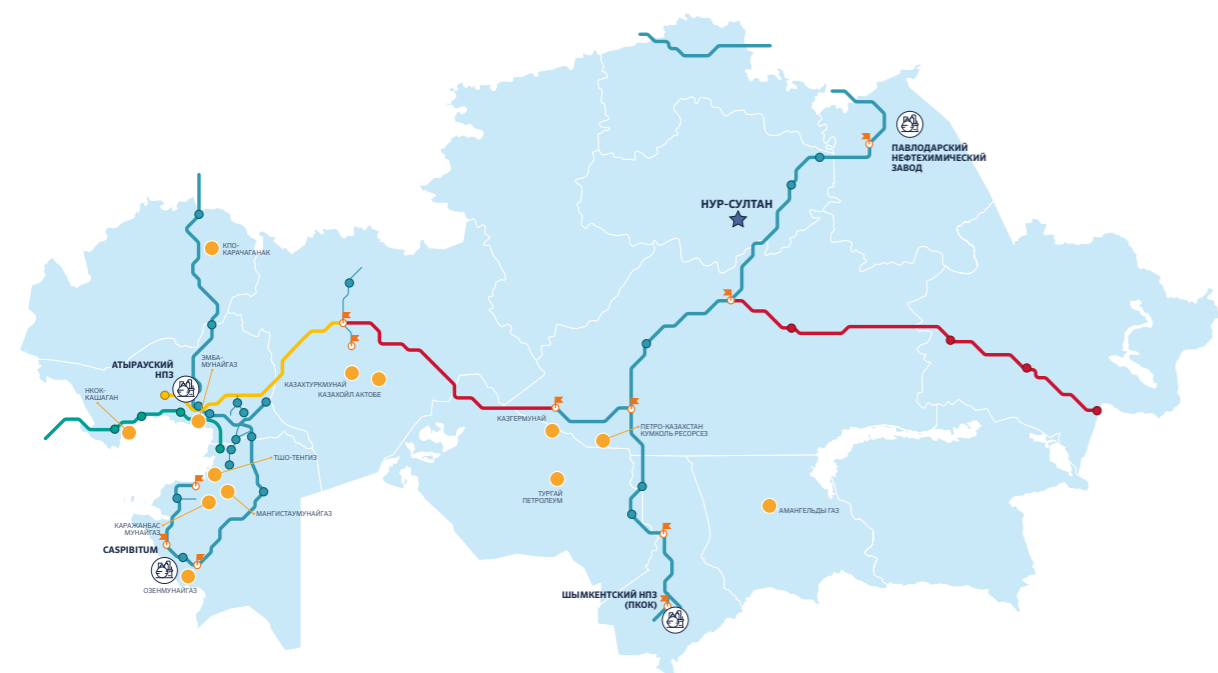 ПАВЛОДАРСКИЙ
НЕФТЕХИМИЧЕСКИЙ
ЗАВОД
НУР-СУЛТАН
КПО-
КАРАЧАГАНАК
ЭМБА-
МУНАЙГАЗ
АТЫРАУСКИЙ
НПЗ
НКОК-
КАШАГАН
КАЗАХТУРКМУНАЙ
КАЗАХОЙЛ АКТОБЕ
КАЗГЕРМУНАЙ
ПЕТРО-КАЗАХСТАН
КУМКОЛЬ РЕСОРСЕЗ
ТШО-ТЕНГИЗ
ТУРГАЙ
ПЕТРОЛЕУМ
АМАНГЕЛЬДЫ ГАЗ
МАНГИСТАУМУНАЙГАЗ
КАРАЖАНБАС
МУНАЙГАЗ
CASPIBITUM
ОЗЕНМУНАЙГАЗ
ШЫМКЕНТСКИЙ НПЗ
(ПКОК)